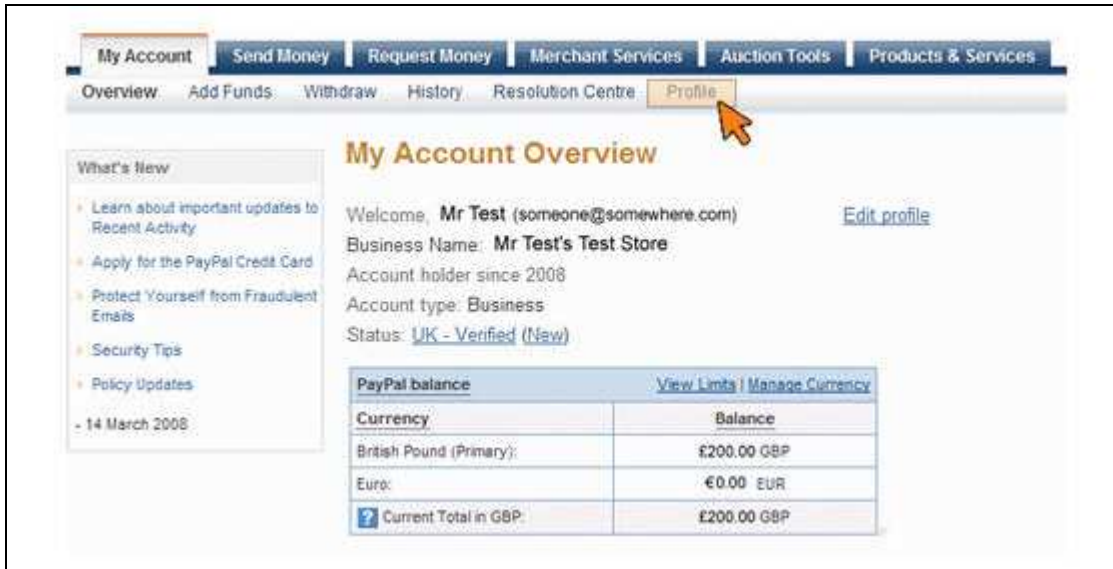 My Account Send Money Request Money Merchant Services Auction Tools Products & Services
Overview Add Funds Withdraw History Resolution Centre Profile
My Account Overview
What's New
Learn about important updates to
Recent Activity
Apply for the PayPal Credit Card
Protect Yourself from Fraudulent
Emails
Security Tips
Policy Updates
- 14 March 2008
Welcome, Mr Test (someone@somewhere.com) Edit profile
Business Name: Mr Test's Test Store
Account holder since 2008
Account type: Business
Status: UK - Verified (New)
PayPal balance View Limits | Manage Currency
Currency Balance
British Pound (Primary): £200.00 GBP
Euro: €0.00 EUR
? Current Total in GBP: £200.00 GBP